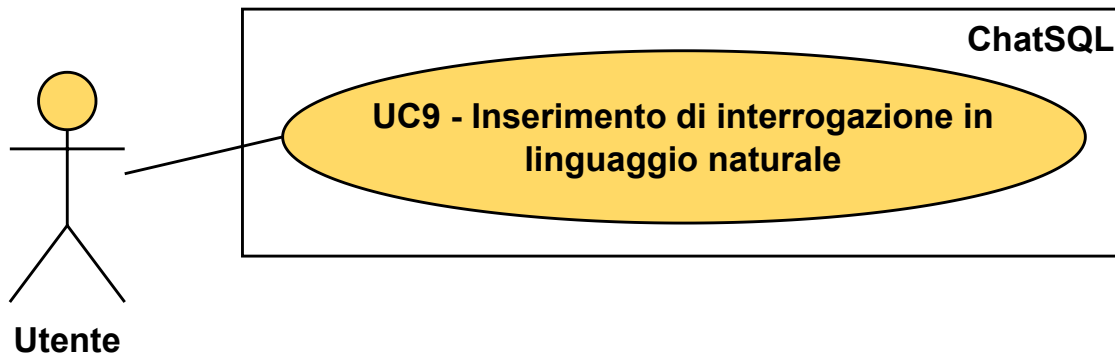 ChatSQL
UC9 - Inserimento di interrogazione in
linguaggio naturale
Utente